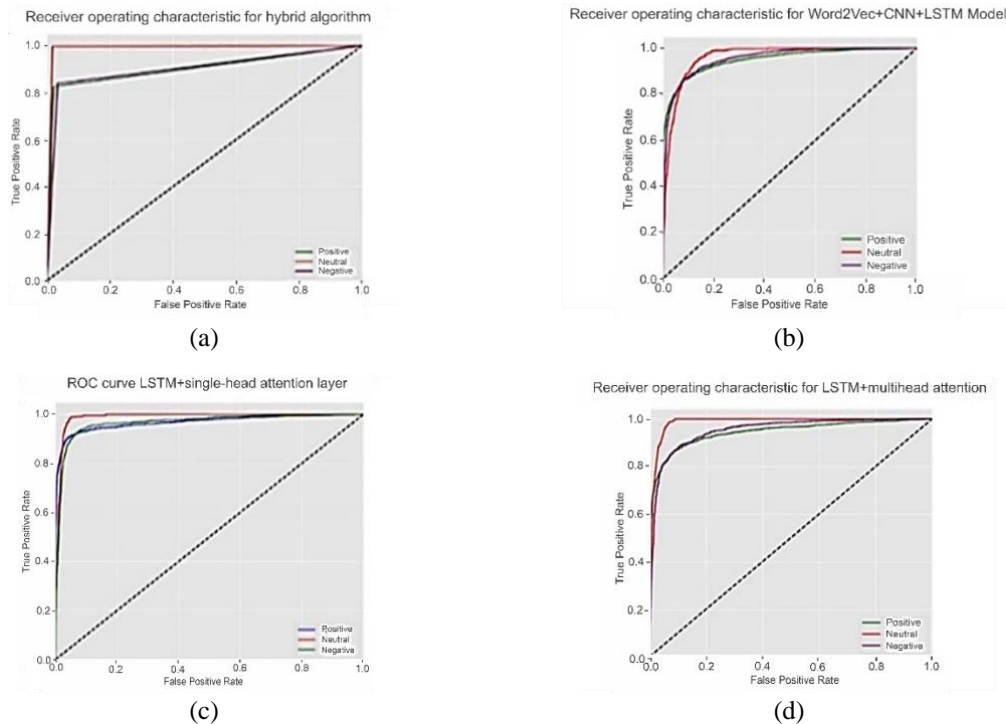 Receiver operating characteristic for hybrid algorithm
1.0
0.8
0.6
0.4
0.2
0.0
True Positive Rate
Positive
Neutral
Negative
0.0 0.2 0.4 0.6 0.8 1.0
False Positive Rate
(a)
Receiver operating characteristic for Word2Vec+CNN+LSTM Model
1.0
0.8
0.6
0.4
0.2
0.0
True Positive Rate
Positive
Neutral
Negative
0.0 0.2 0.4 0.6 0.8 1.0
False Positive Rate
(b)
ROC curve LSTM+single-head attention layer
1.0
0.8
0.6
0.4
0.2
0.0
True Positive Rate
Positive
Neutral
Negative
0.0 0.2 0.4 0.6 0.8 1.0
False Positive Rate
(c)
Receiver operating characteristic for LSTM+multihead attention
1.0
0.8
0.6
0.4
0.2
0.0
True Positive Rate
Positive
Neutral
Negative
0.0 0.2 0.4 0.6 0.8 1.0
False Positive Rate
(d)